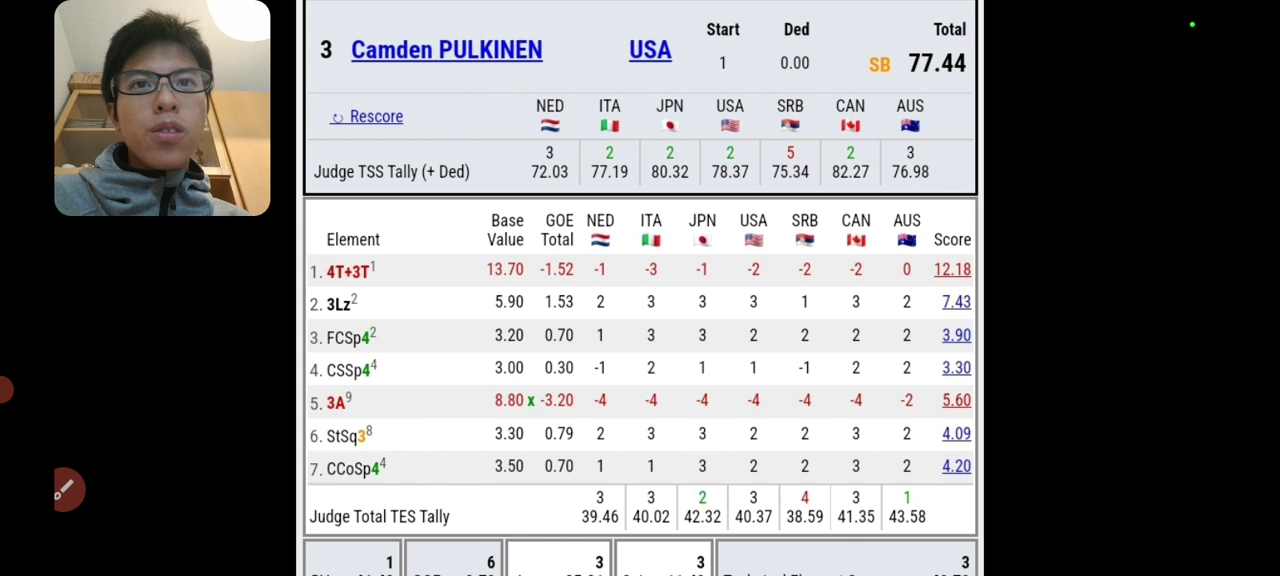 Start Ded Total
3 Camden PULKINEN USA 1 0.00 SB 77.44
↻ Rescore NED ITA JPN USA SRB CAN AUS
3 2 2 2 5 2 3
Judge TSS Tally (+ Ded) 72.03 77.19 80.32 78.37 75.34 82.27 76.98
Base GOE NED ITA JPN USA SRB CAN AUS
Element Value Total Score
1. 4T+3T1 13.70 -1.52 -1 -3 -1 -2 -2 -2 0 12.18
2. 3Lz2 5.90 1.53 2 3 3 3 1 3 2 7.43
3. FCSp42 3.20 0.70 1 3 3 2 2 2 2 3.90
4. CSSp44 3.00 0.30 -1 2 1 1 -1 2 2 3.30
5. 3A9 8.80 x -3.20 -4 -4 -4 -4 -4 -4 -2 5.60
6. StSq38 3.30 0.79 2 3 3 2 2 3 2 4.09
7. CCoSp44 3.50 0.70 1 1 3 2 2 3 2 4.20
3 3 2 3 4 3 1
Judge Total TES Tally 39.46 40.02 42.32 40.37 38.59 41.35 43.58
1 6 3 3 3